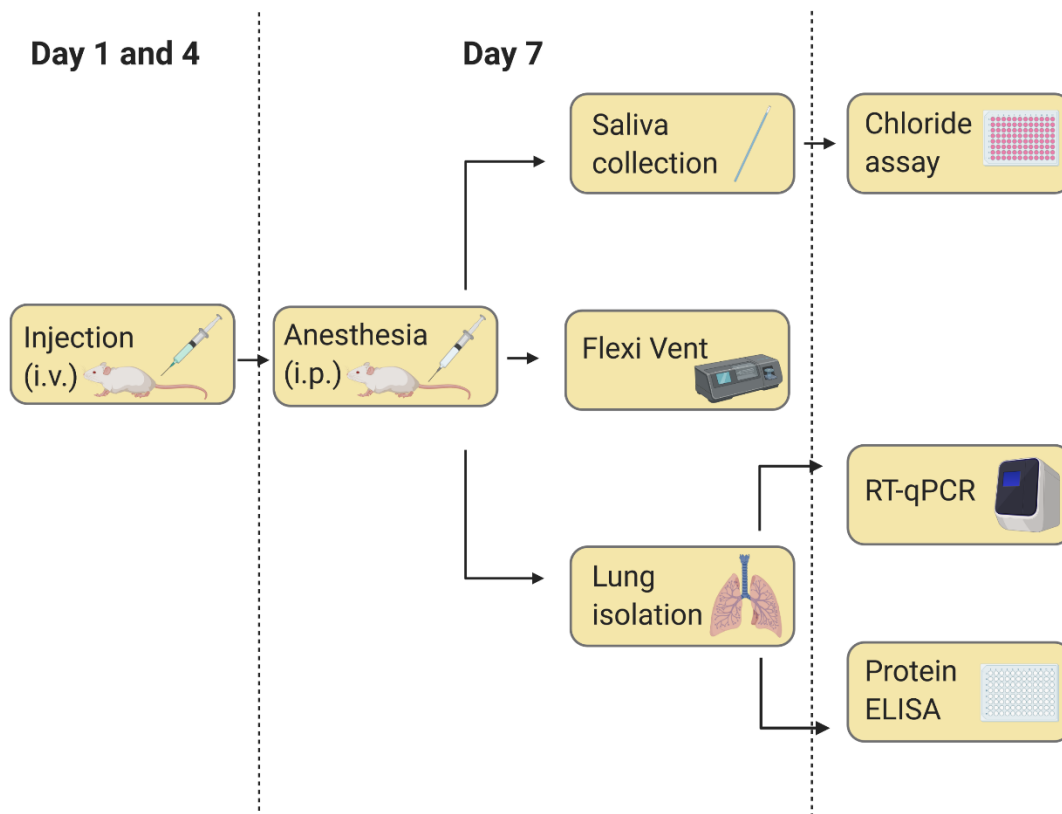 Day 1 and 4
Day 7
Saliva
collection
Chloride
assay
Injection
(i.v.)
Anesthesia
(i.p.)
Flexi Vent
RT-qPCR
Lung
isolation
Protein
ELISA